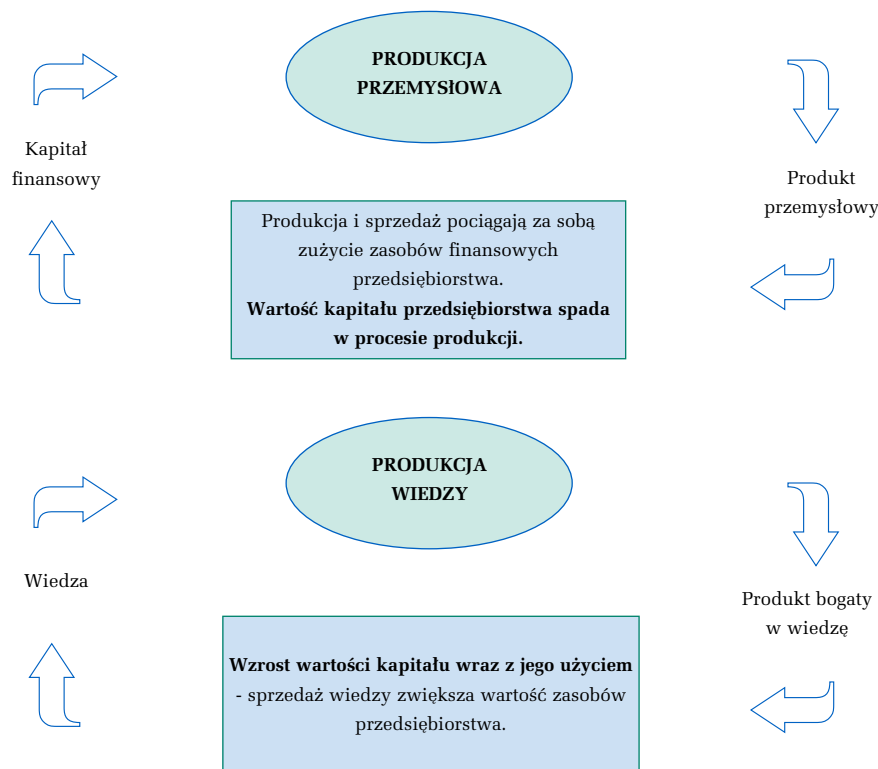 PRODUKCJA
PRZEMYSŁOWA
Kapitał
finansowy
Produkt
przemysłowy
Produkcja i sprzedaż pociągają za sobą
zużycie zasobów finansowych
przedsiębiorstwa.
Wartość kapitału przedsiębiorstwa spada
w procesie produkcji.
PRODUKCJA
WIEDZY
Wiedza
Produkt bogaty
w wiedzę
Wzrost wartości kapitału wraz z jego użyciem
- sprzedaż wiedzy zwiększa wartość zasobów
przedsiębiorstwa.